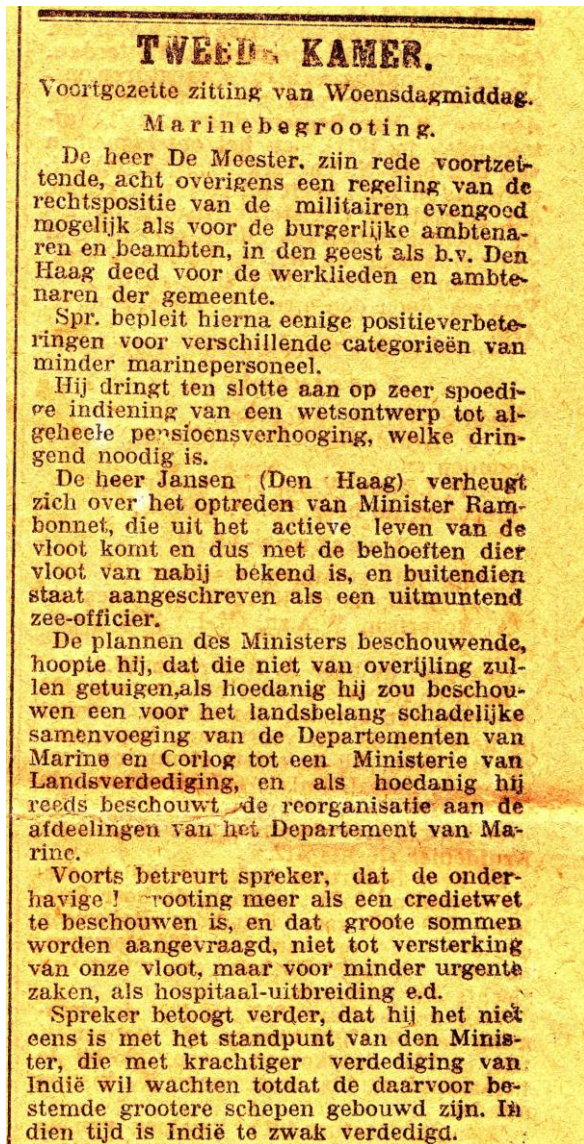 TWEEDE KAMER.
Voortgezette zitting van Woensdagmiddag.
Marinebegrooting.
De heer De Meester, zijn rede voortzet-
tende, acht overigens een regeling van de
rechtspositie van de militairen evengoed
mogelijk als voor de burgerlijke ambtena-
ren en beambten, in den geest als b.v. Den
Haag deed voor de werklieden en ambte-
naren der gemeente.
Spr. bepleit hierna eenige positieverbete-
ringen voor verschillende categorieën van
minder marinepersoneel.
Hij dringt ten slotte aan op zeer spoedi-
ge indiening van een wetsontwerp tot al-
geheele pensioensverhooging, welke drin-
gend noodig is.
De heer Jansen (Den Haag) verheugt
zich over het optreden van Minister Ram-
bonnet, die uit het actieve leven van de
vloot komt en dus met de behoeften dier
vloot van nabij bekend is, en buitendien
staat aangeschreven als een uitmuntend
zee-officier.
De plannen des Ministers beschouwende,
hoopte hij, dat die niet van overijling zul-
len getuigen,als hoedanig hij zou beschou-
wen een voor het landsbelang schadelijke
samenvoeging van de Departementen van
Marine en Corlog tot een Ministerie van
Landsverdediging, en als hoedanig hij
reeds beschouwt de reorganisatie aan de
afdeelingen van het Departement van Ma-
rine.
Voorts betreurt spreker, dat de onder-
havige rooting meer als een credietwet
te beschouwen is, en dat groote sommen
worden aangevraagd, niet tot versterking
van onze vloot, maar voor minder urgente
zaken, als hospitaal-uitbreiding e.d.
Spreker betoogt verder, dat hij het niet
eens is met het standpunt van den Minis-
ter, die met krachtiger verdediging van
Indië wil wachten totdat de daarvoor be-
stemde grootere schepen gebouwd zijn. In
dien tijd is Indië te zwak verdedigd.